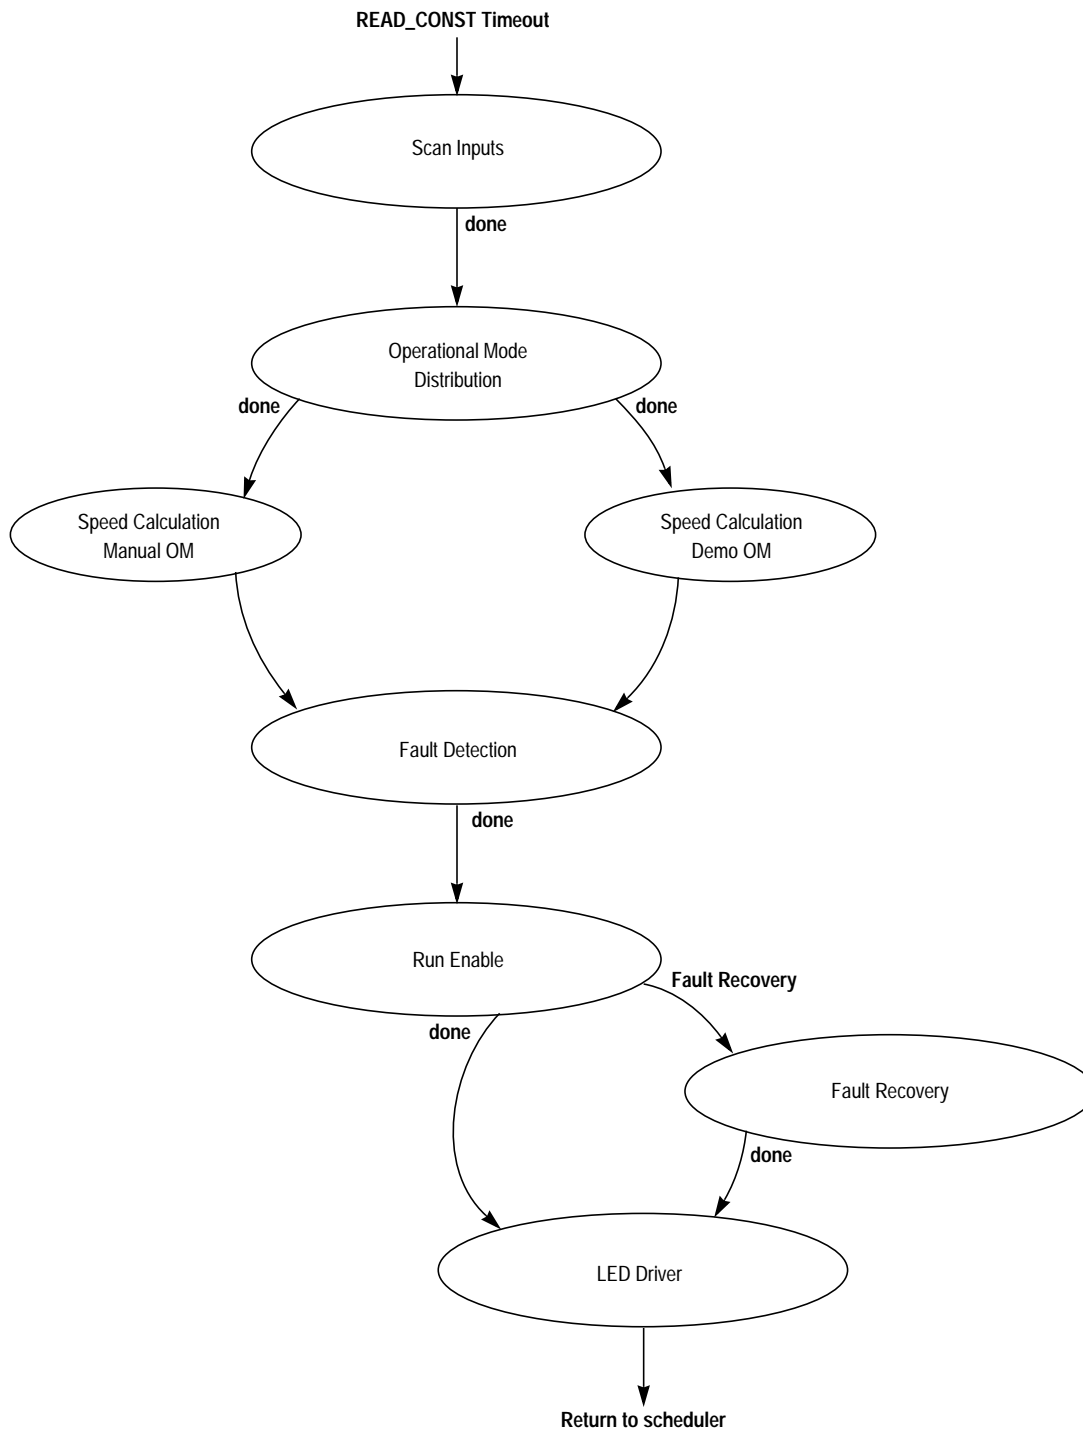 READ_CONST Timeout
Scan Inputs
done
Operational Mode
Distribution
done
done
Speed Calculation
Manual OM
Speed Calculation
Demo OM
Fault Detection
done
Run Enable
Fault Recovery
done
Fault Recovery
done
LED Driver
Return to scheduler